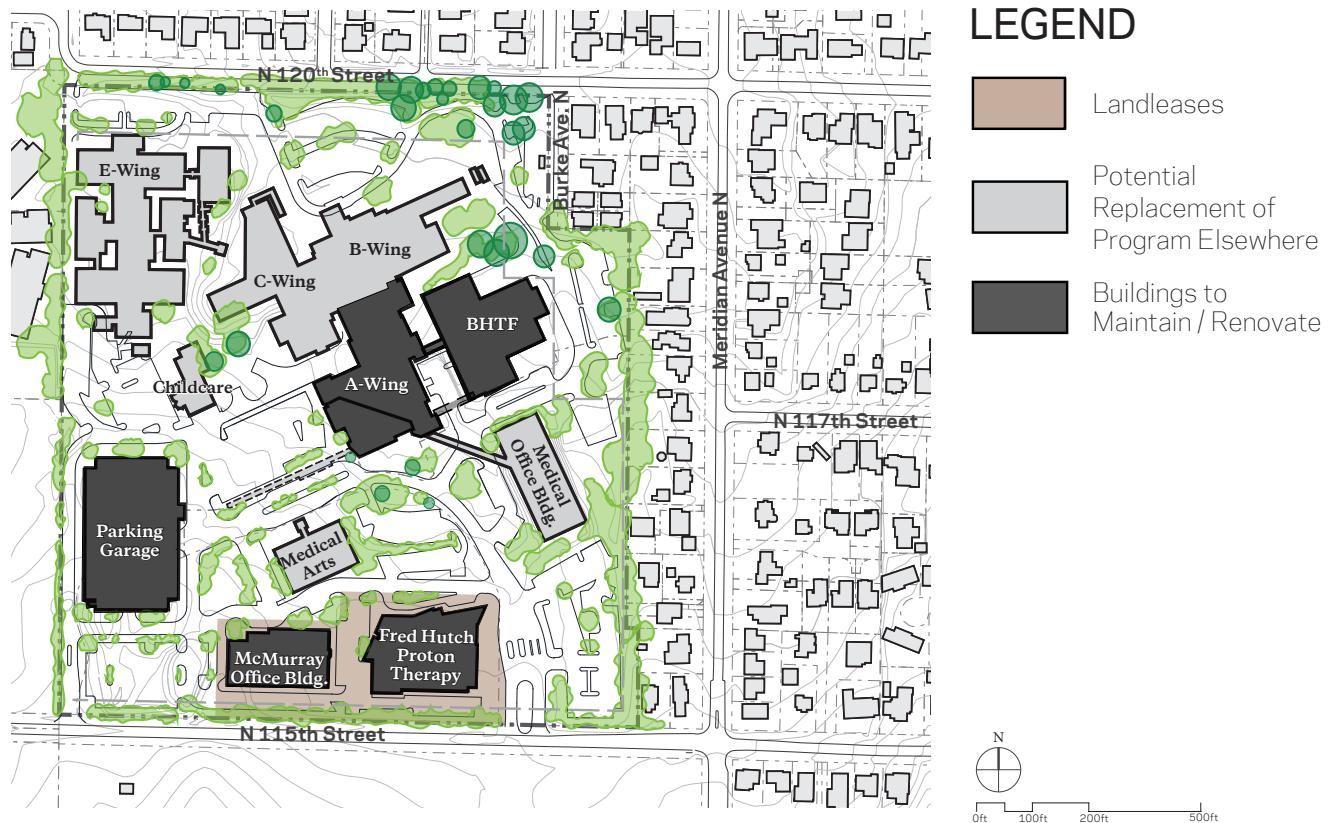 LEGEND
Landleases
Potential
Replacement of
Program Elsewhere
Buildings to
Maintain / Renovate
N 120th Street
Burke Ave. N
E-Wing
B-Wing
C-Wing
BHTF
Meridian Avenue N
A-Wing
Childcare
N 117th Street
Medical
Office Bldg.
Parking
Garage
Medical
Arts
Fred Hutch
Proton
Therapy
McMurray
Office Bldg.
N 115th Street
N
0ft 100ft 200ft 500ft